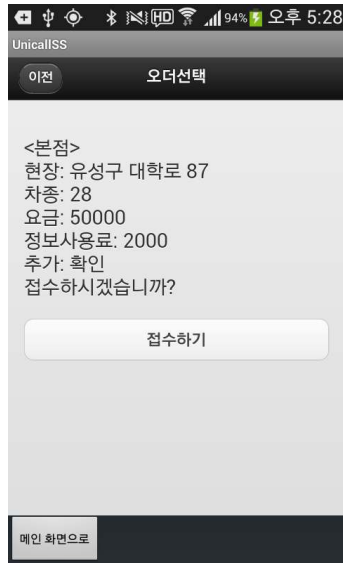 HD 94% 오후 5:28
UnicallSS
이전 오더선택
<본점>
현장: 유성구 대학로 87
차종: 28
요금: 50000
정보사용료: 2000
추가: 확인
접수하시겠습니까?
접수하기
메인 화면으로